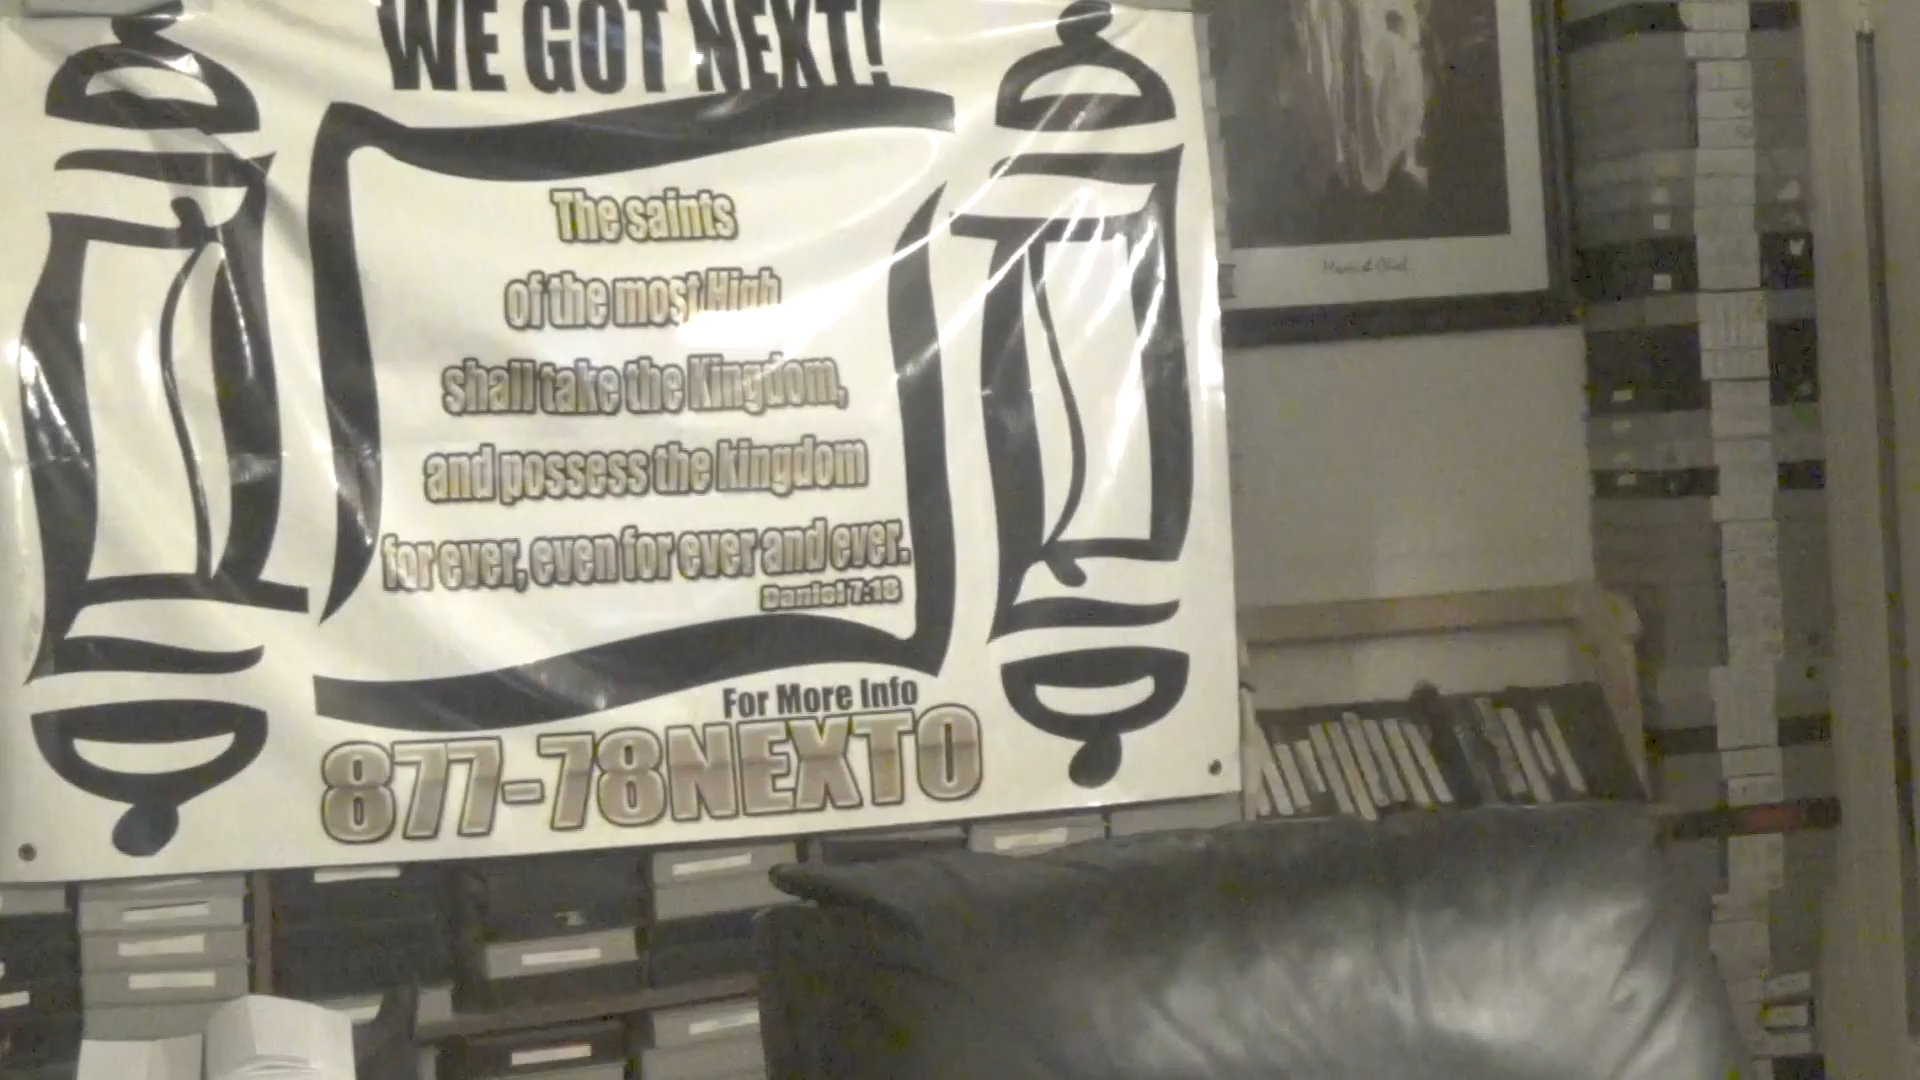 WE GOT NEXT!
The saints
of the most High
shall take the Kingdom,
and possess the kingdom
for ever, even for ever and ever.
Daniel 7:18
For More Info
877-78NEXTO